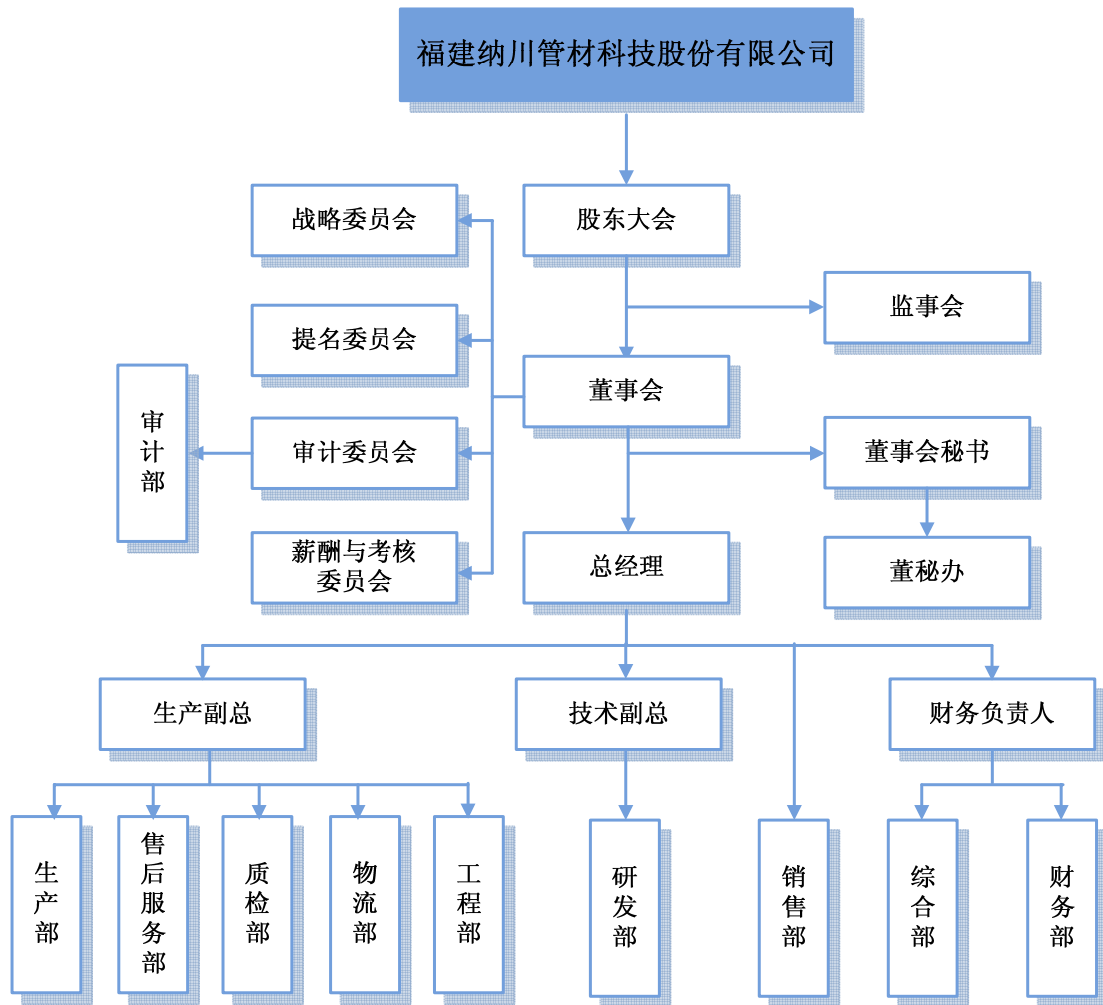 福建纳川管材科技股份有限公司
战略委员会
股东大会
监事会
提名委员会
董事会
审计部
审计委员会
董事会秘书
薪酬与考核
委员会
总经理
董秘办
生产副总
技术副总
财务负责人
生产部
售后服务部
质检部
物流部
工程部
研发部
销售部
综合部
财务部